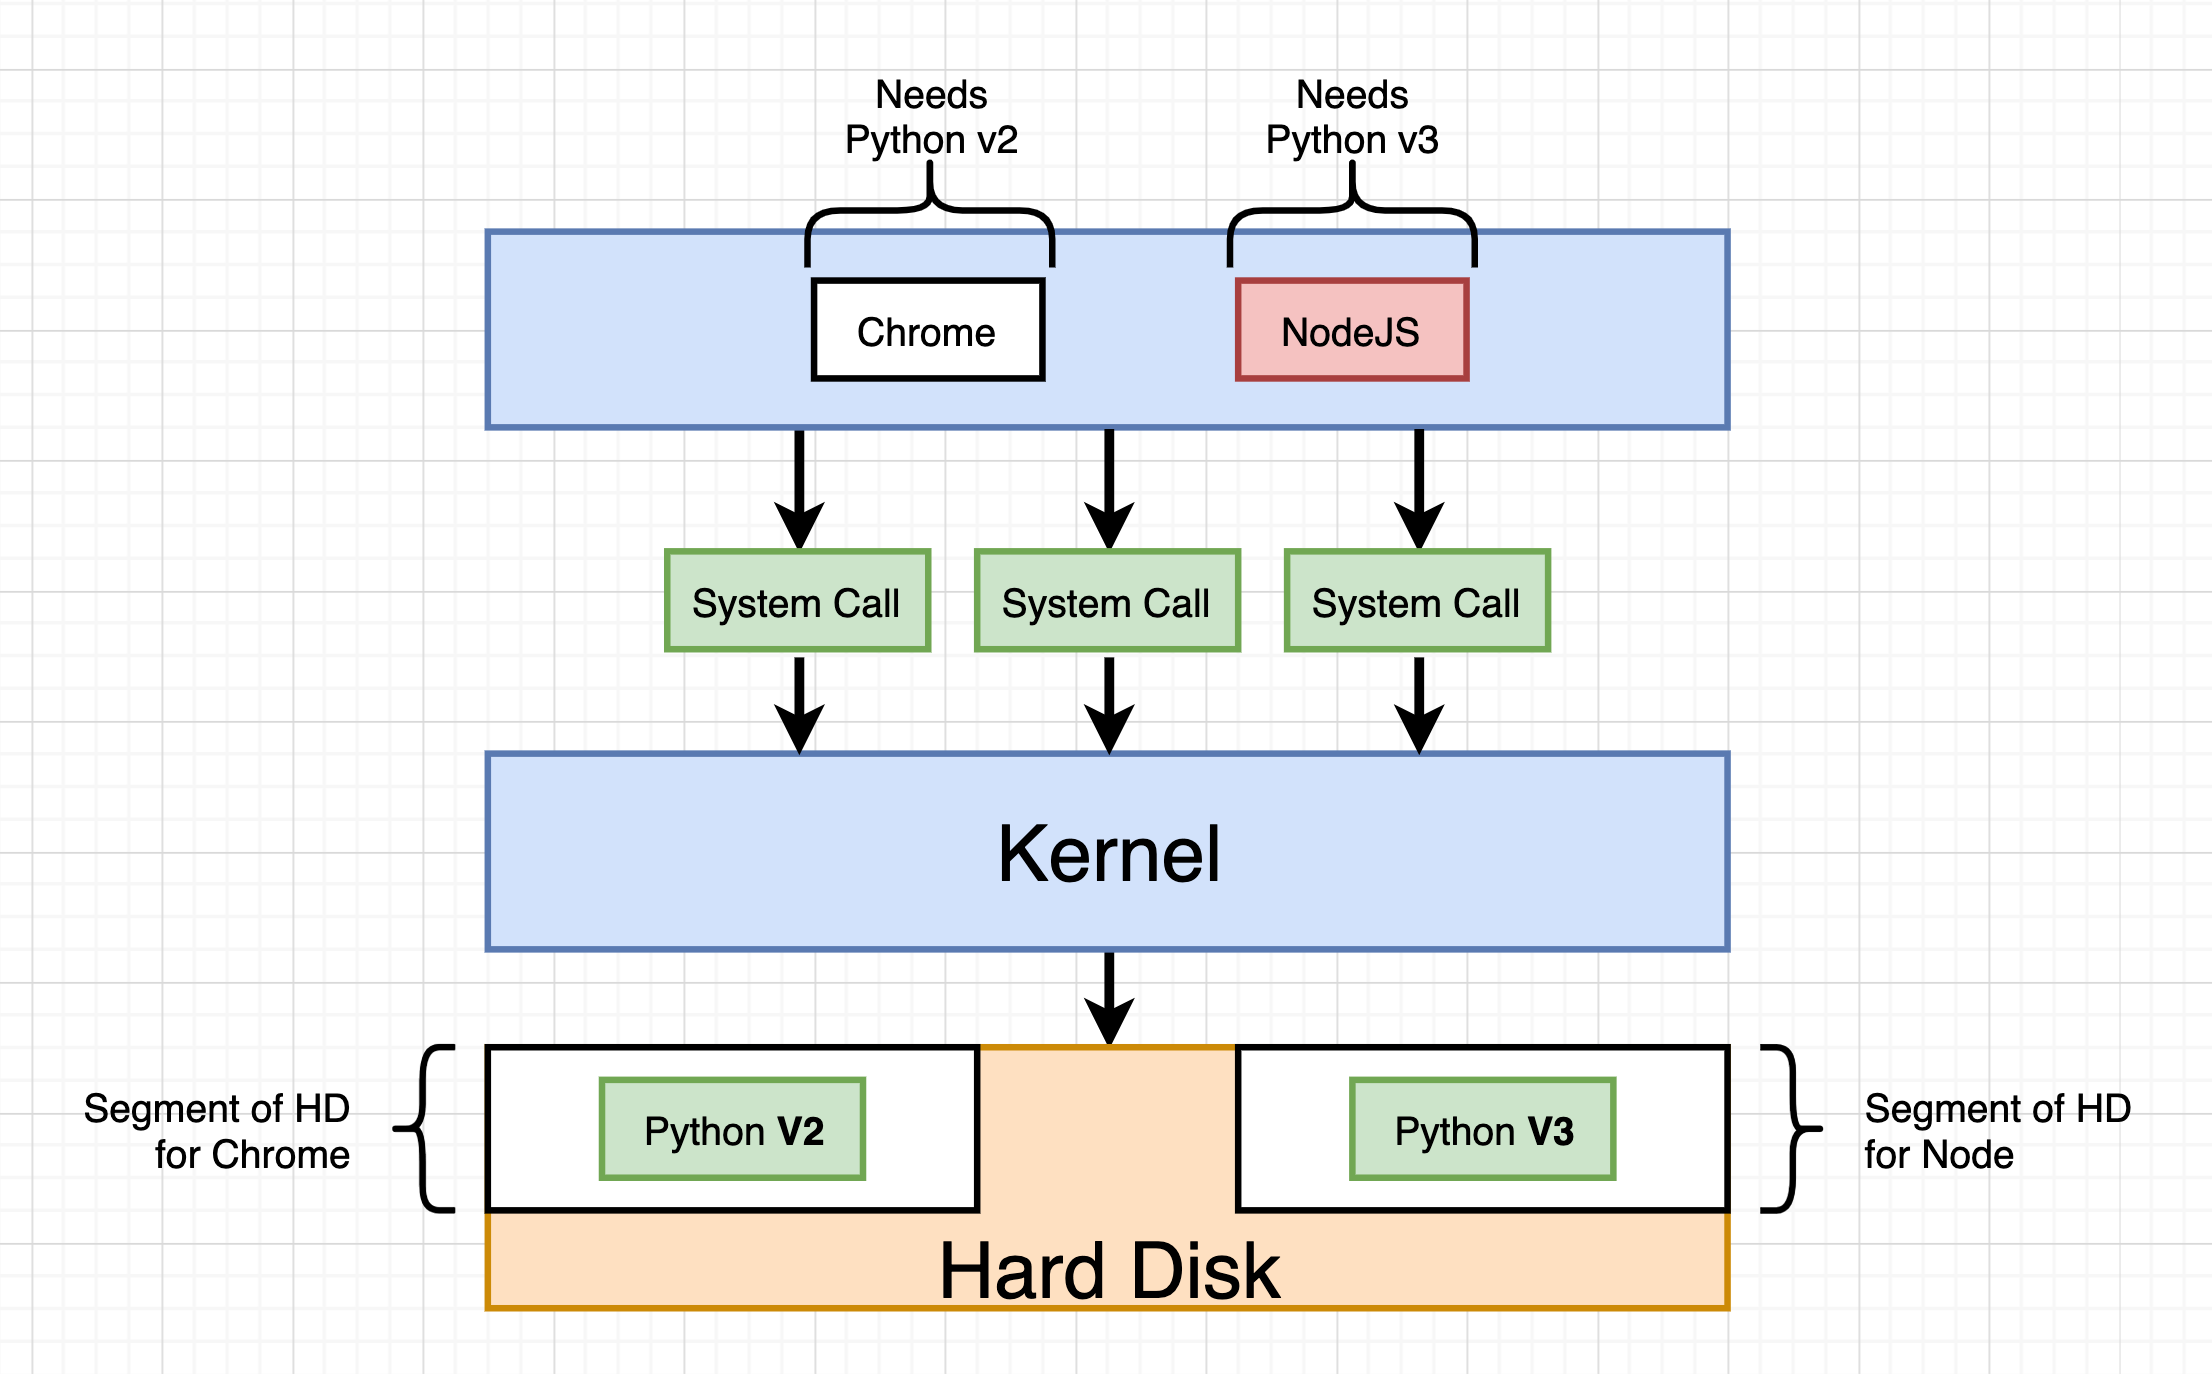 Needs
Python v2
Needs
Python v3
Chrome
NodeJS
System Call
System Call
System Call
Kernel
Segment of HD
for Chrome
Python V2
Python V3
Segment of HD
for Node
Hard Disk